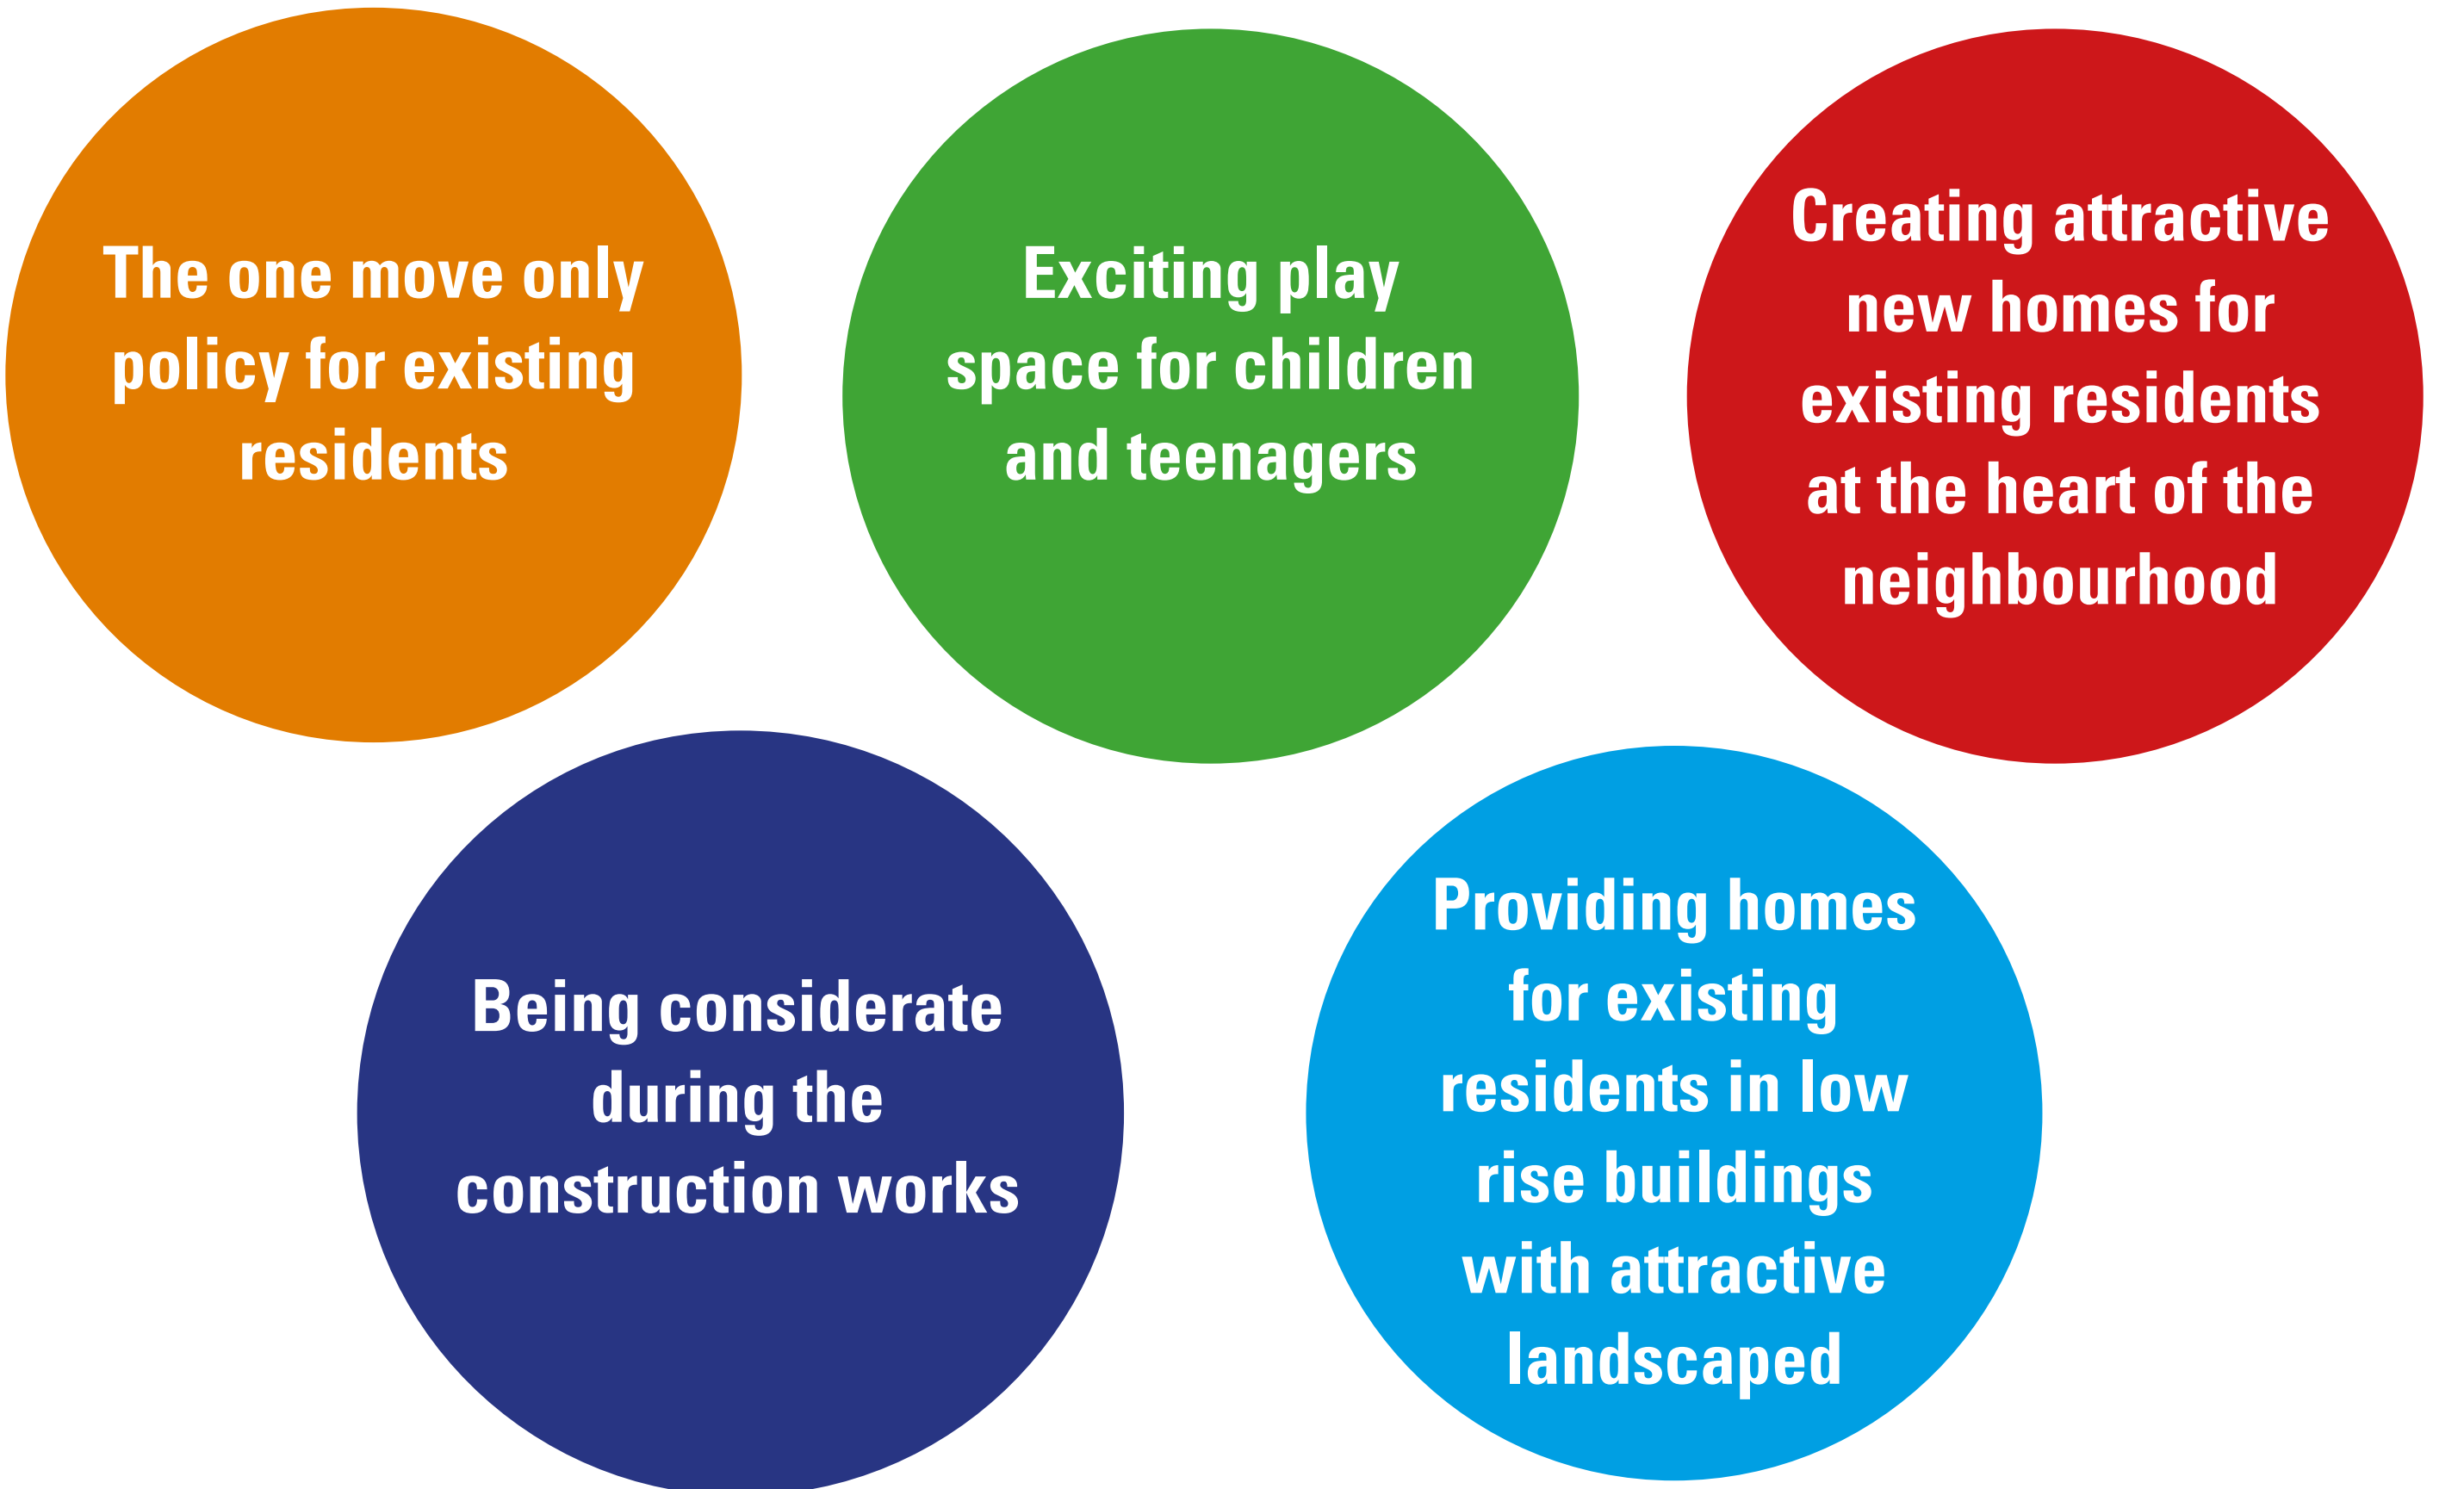 The one move only
policy for existing
residents
Exciting play
space for children
and teenagers
Creating attractive
new homes for
existing residents
at the heart of the
neighbourhood
Being considerate
during the
construction works
Providing homes
for existing
residents in low
rise buildings
with attractive
landscaped